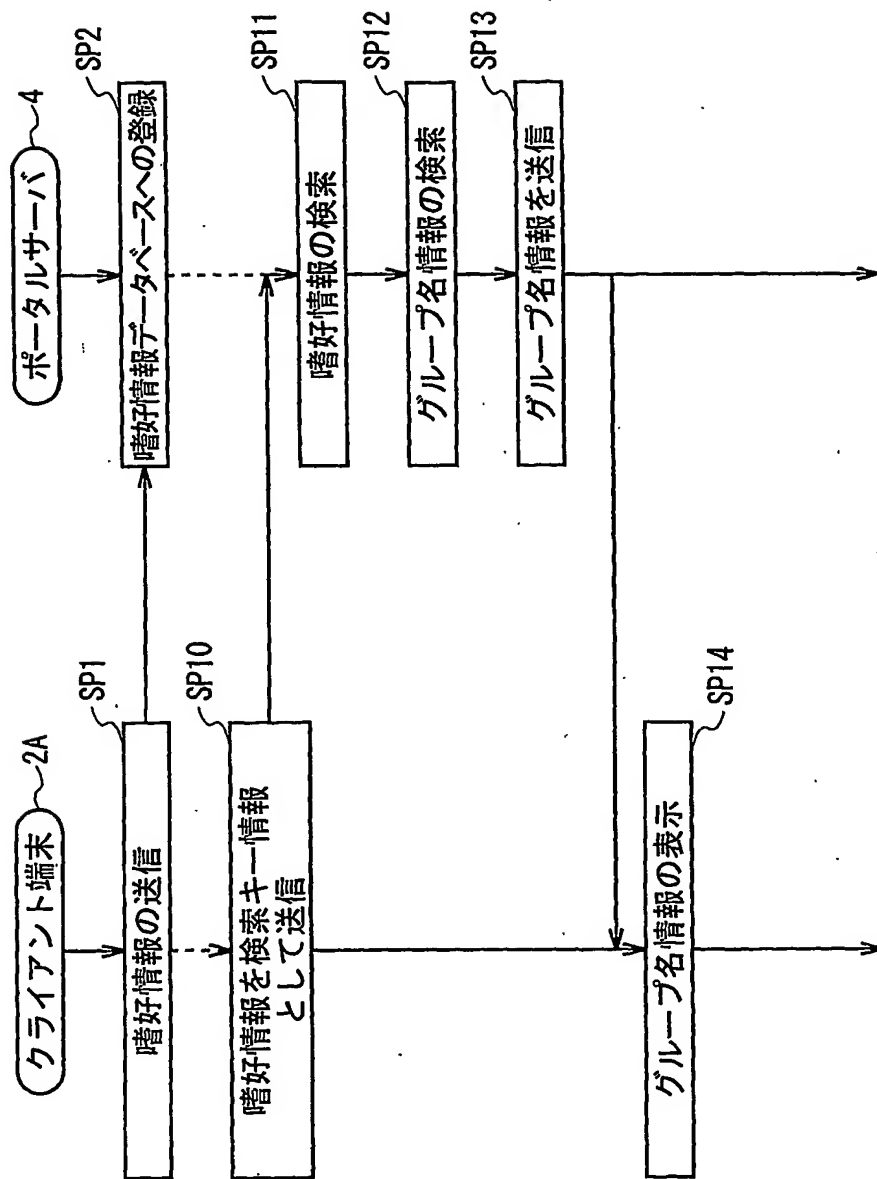 クライアント端末
2A
ポータルサーバ
4
SP1
嗜好情報の送信
SP2
嗜好情報データベースへの登録
SP10
嗜好情報を検索キー情報
として送信
SP11
嗜好情報の検索
SP12
グループ名情報の検索
SP13
グループ名情報を送信
SP14
グループ名情報の表示